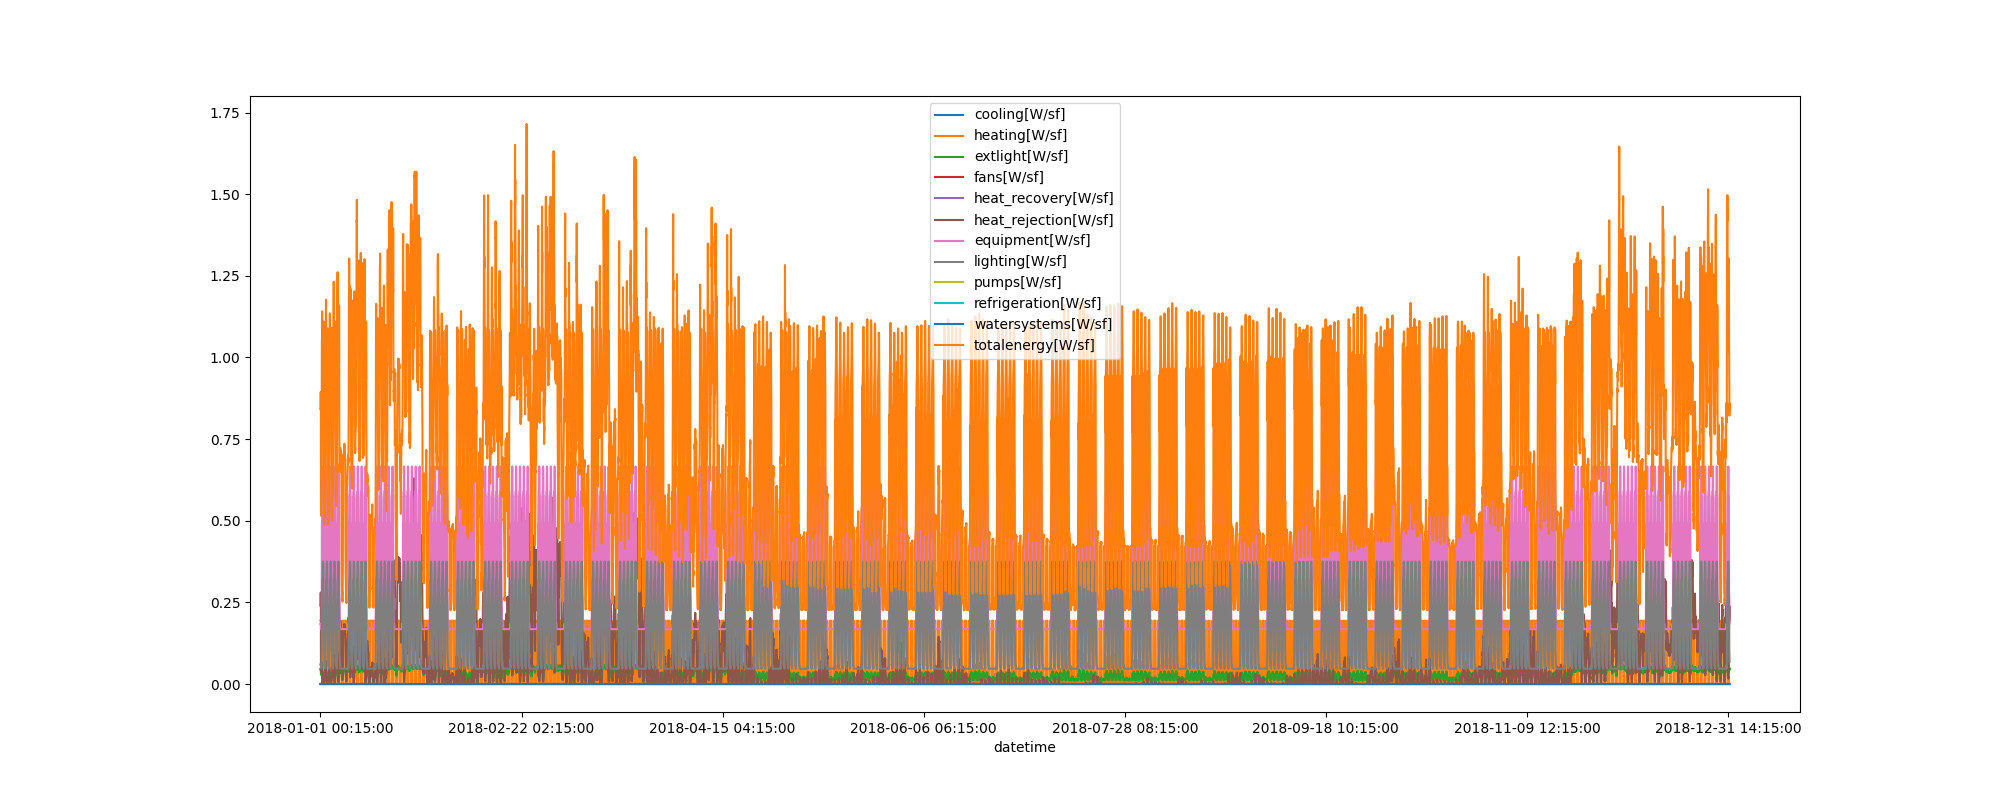 1.75
1.50
1.25
1.00
0.75
0.50
0.25
0.00
cooling[W/sf]
heating[W/sf]
extlight[W/sf]
fans[W/sf]
heat_recovery[W/sf]
heat_rejection[W/sf]
equipment[W/sf]
lighting[W/sf]
pumps[W/sf]
refrigeration[W/sf]
watersystems[W/sf]
totalenergy[W/sf]
2018-01-01 00:15:00
2018-02-22 02:15:00
2018-04-15 04:15:00
2018-06-06 06:15:00
2018-07-28 08:15:00
2018-09-18 10:15:00
2018-11-09 12:15:00
2018-12-31 14:15:00
datetime